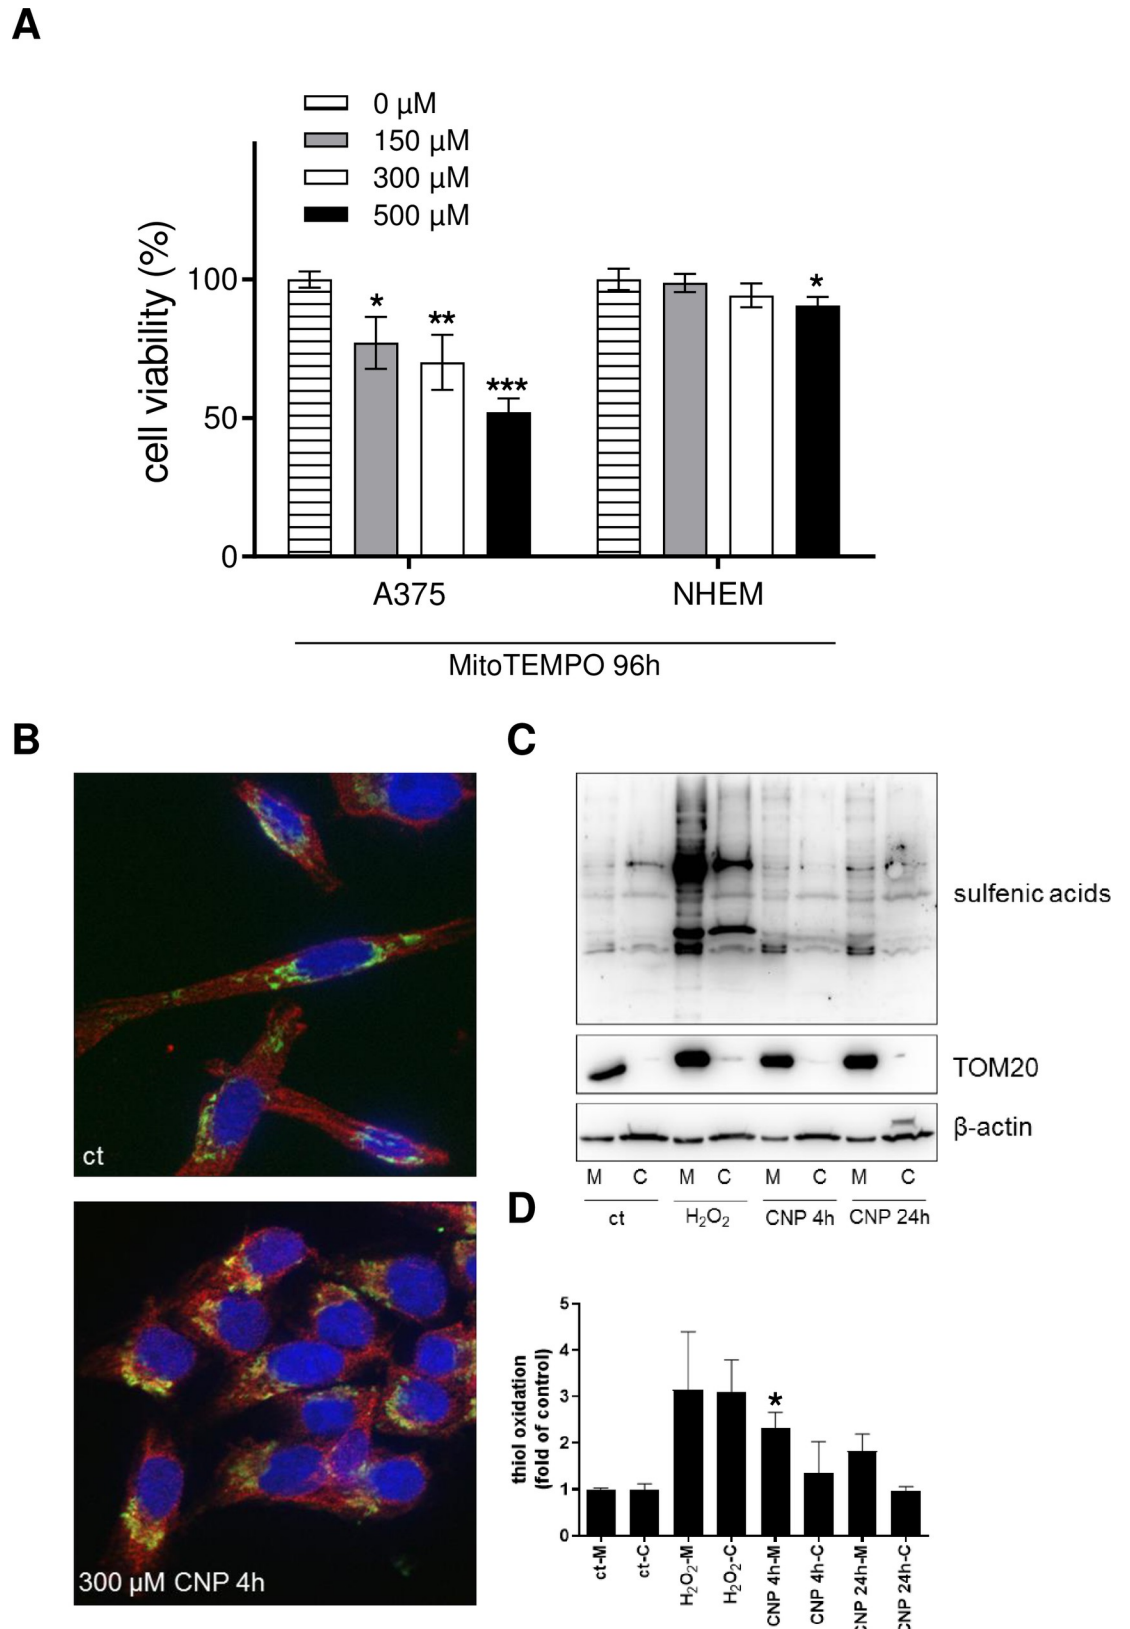 A
0 µM
150 µM
300 µM
500 µM
cell viability (%)
100
50
0
*
**
***
*
A375
NHEM
MitoTEMPO 96h
B
ct
300 µM CNP 4h
C
sulfenic acids
TOM20
β-actin
M C M C M C M C
ct H₂O₂ CNP 4h CNP 24h
D
thiol oxidation
(fold of control)
5
4
3
2
1
0
*
ct-M
ct-C
H₂O₂-M
H₂O₂-C
CNP 4h-M
CNP 4h-C
CNP 24h-M
CNP 24h-C